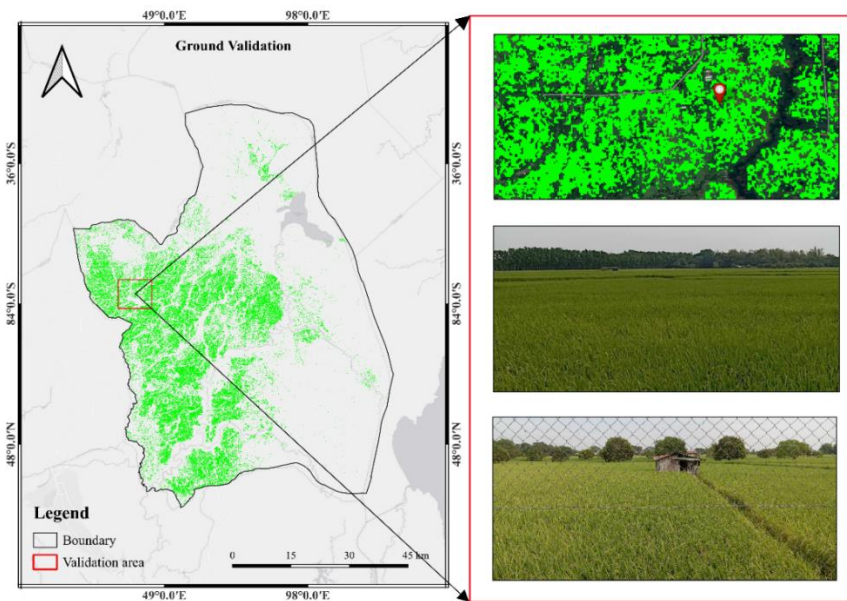 49°0.0'E
98°0.0'E
Ground Validation
36°0.0'S
36°0.0'S
84°0.0'S
84°0.0'S
48°0.0'N
48°0.0'N
Legend
Boundary
Validation area
0 15 30 45 km
49°0.0'E
98°0.0'E